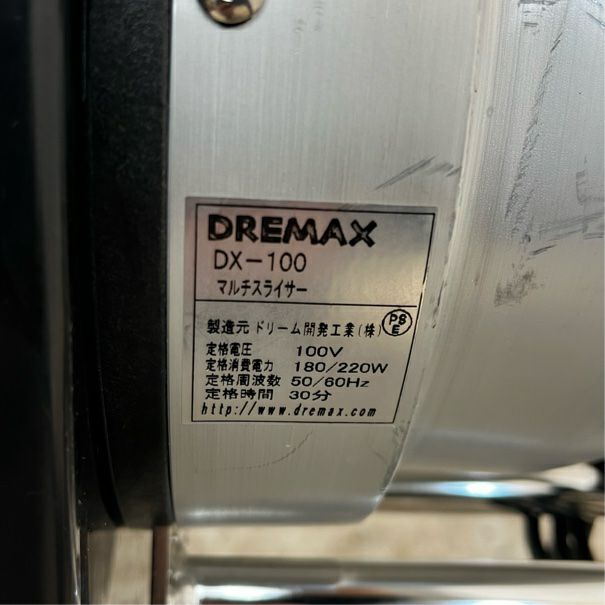 DREMAX
DX-100
マルチスライサー
製造元 ドリーム開発工業(株) PSE
定格電圧 100V
定格消費電力 180/220W
定格周波数 50/60Hz
定格時間 30分
http://www.dremax.com